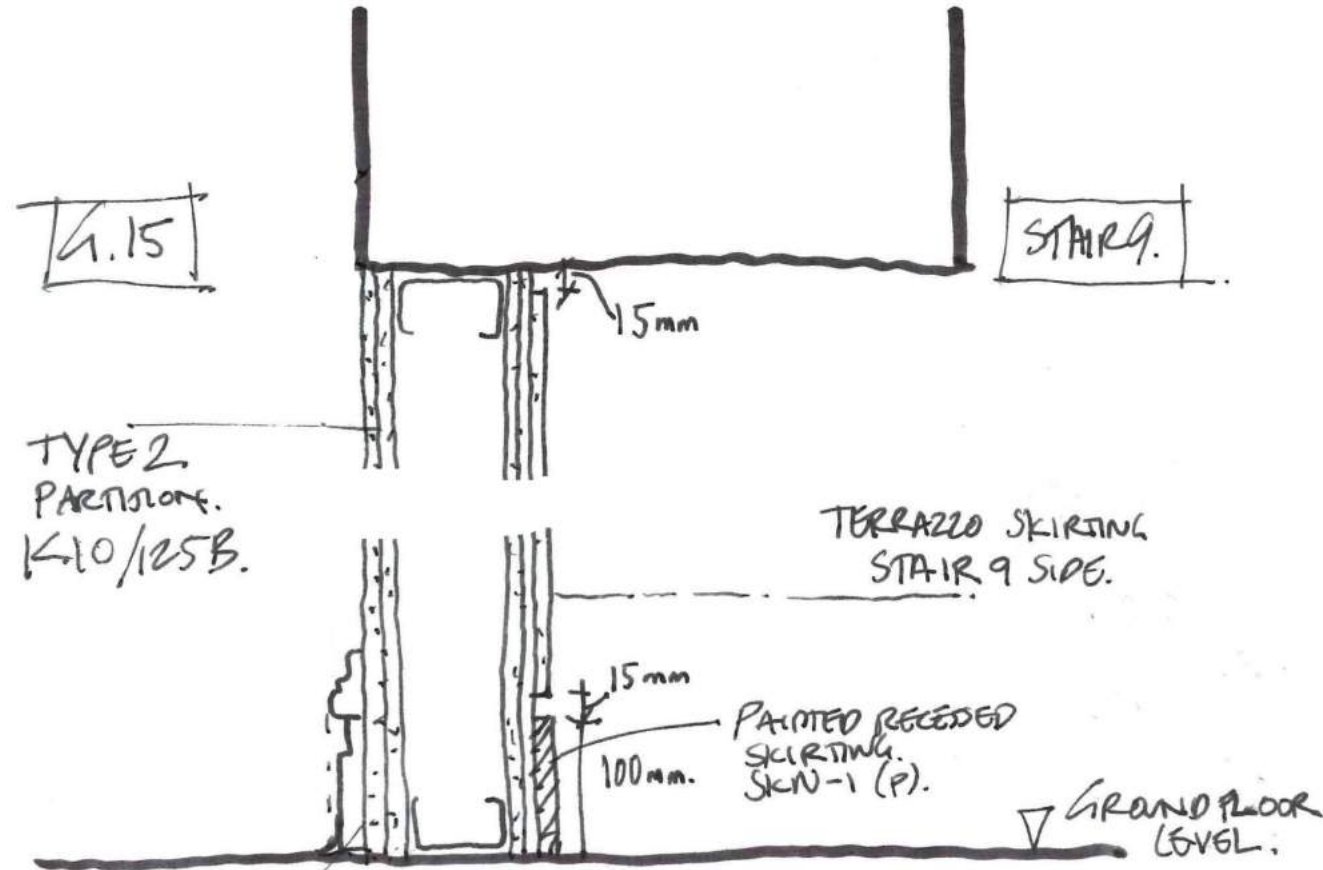 G.15
STAIR 9.
15mm
TYPE 2
PARTITION.
K10/125B.
TERRAZZO SKIRTING
STAIR 9 SIDE.
15mm
100mm.
PAINTED RECESSED
SKIRTING.
SKN-1 (P).
GROUND FLOOR
LEVEL.